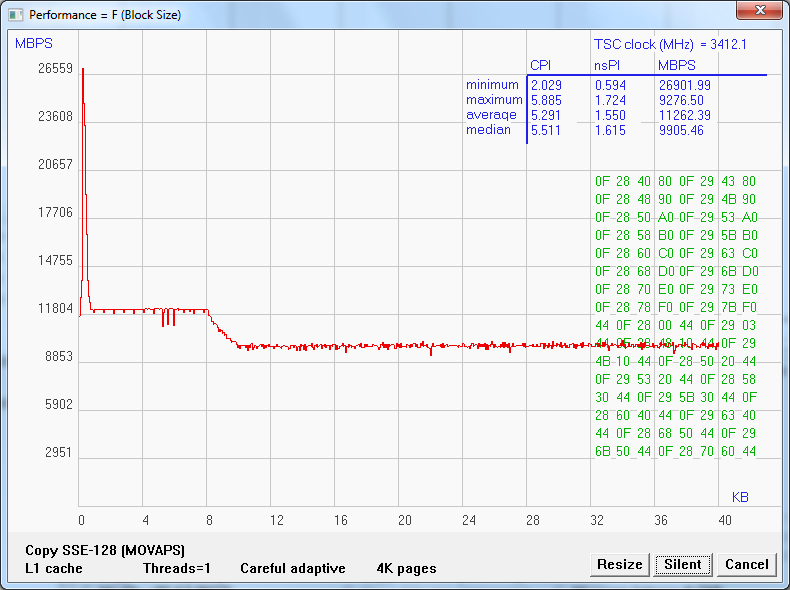 Performance = F (Block Size)
MBPS
TSC clock (MHz) = 3412.1
CPI nsPI MBPS
minimum 2.029 0.594 26901.99
maximum 5.885 1.724 9276.50
average 5.291 1.550 11262.39
median 5.511 1.615 9905.46
26559
23608
20657
17706
14755
11804
8853
5902
2951
0F 28 40 80 0F 29 43 80
0F 28 48 90 0F 29 4B 90
0F 28 50 A0 0F 29 53 A0
0F 28 58 B0 0F 29 5B B0
0F 28 60 C0 0F 29 63 C0
0F 28 68 D0 0F 29 6B D0
0F 28 70 E0 0F 29 73 E0
0F 28 78 F0 0F 29 7B F0
44 0F 28 00 44 0F 29 03
44 0F 28 48 10 44 0F 29
4B 10 44 0F 28 50 20 44
0F 29 53 20 44 0F 28 58
30 44 0F 29 5B 30 44 0F
28 60 40 44 0F 29 63 40
44 0F 28 68 50 44 0F 29
6B 50 44 0F 28 70 60 44
KB
0 4 8 12 16 20 24 28 32 36 40
Copy SSE-128 (MOVAPS)
L1 cache Threads=1 Careful adaptive 4K pages
Resize Silent Cancel